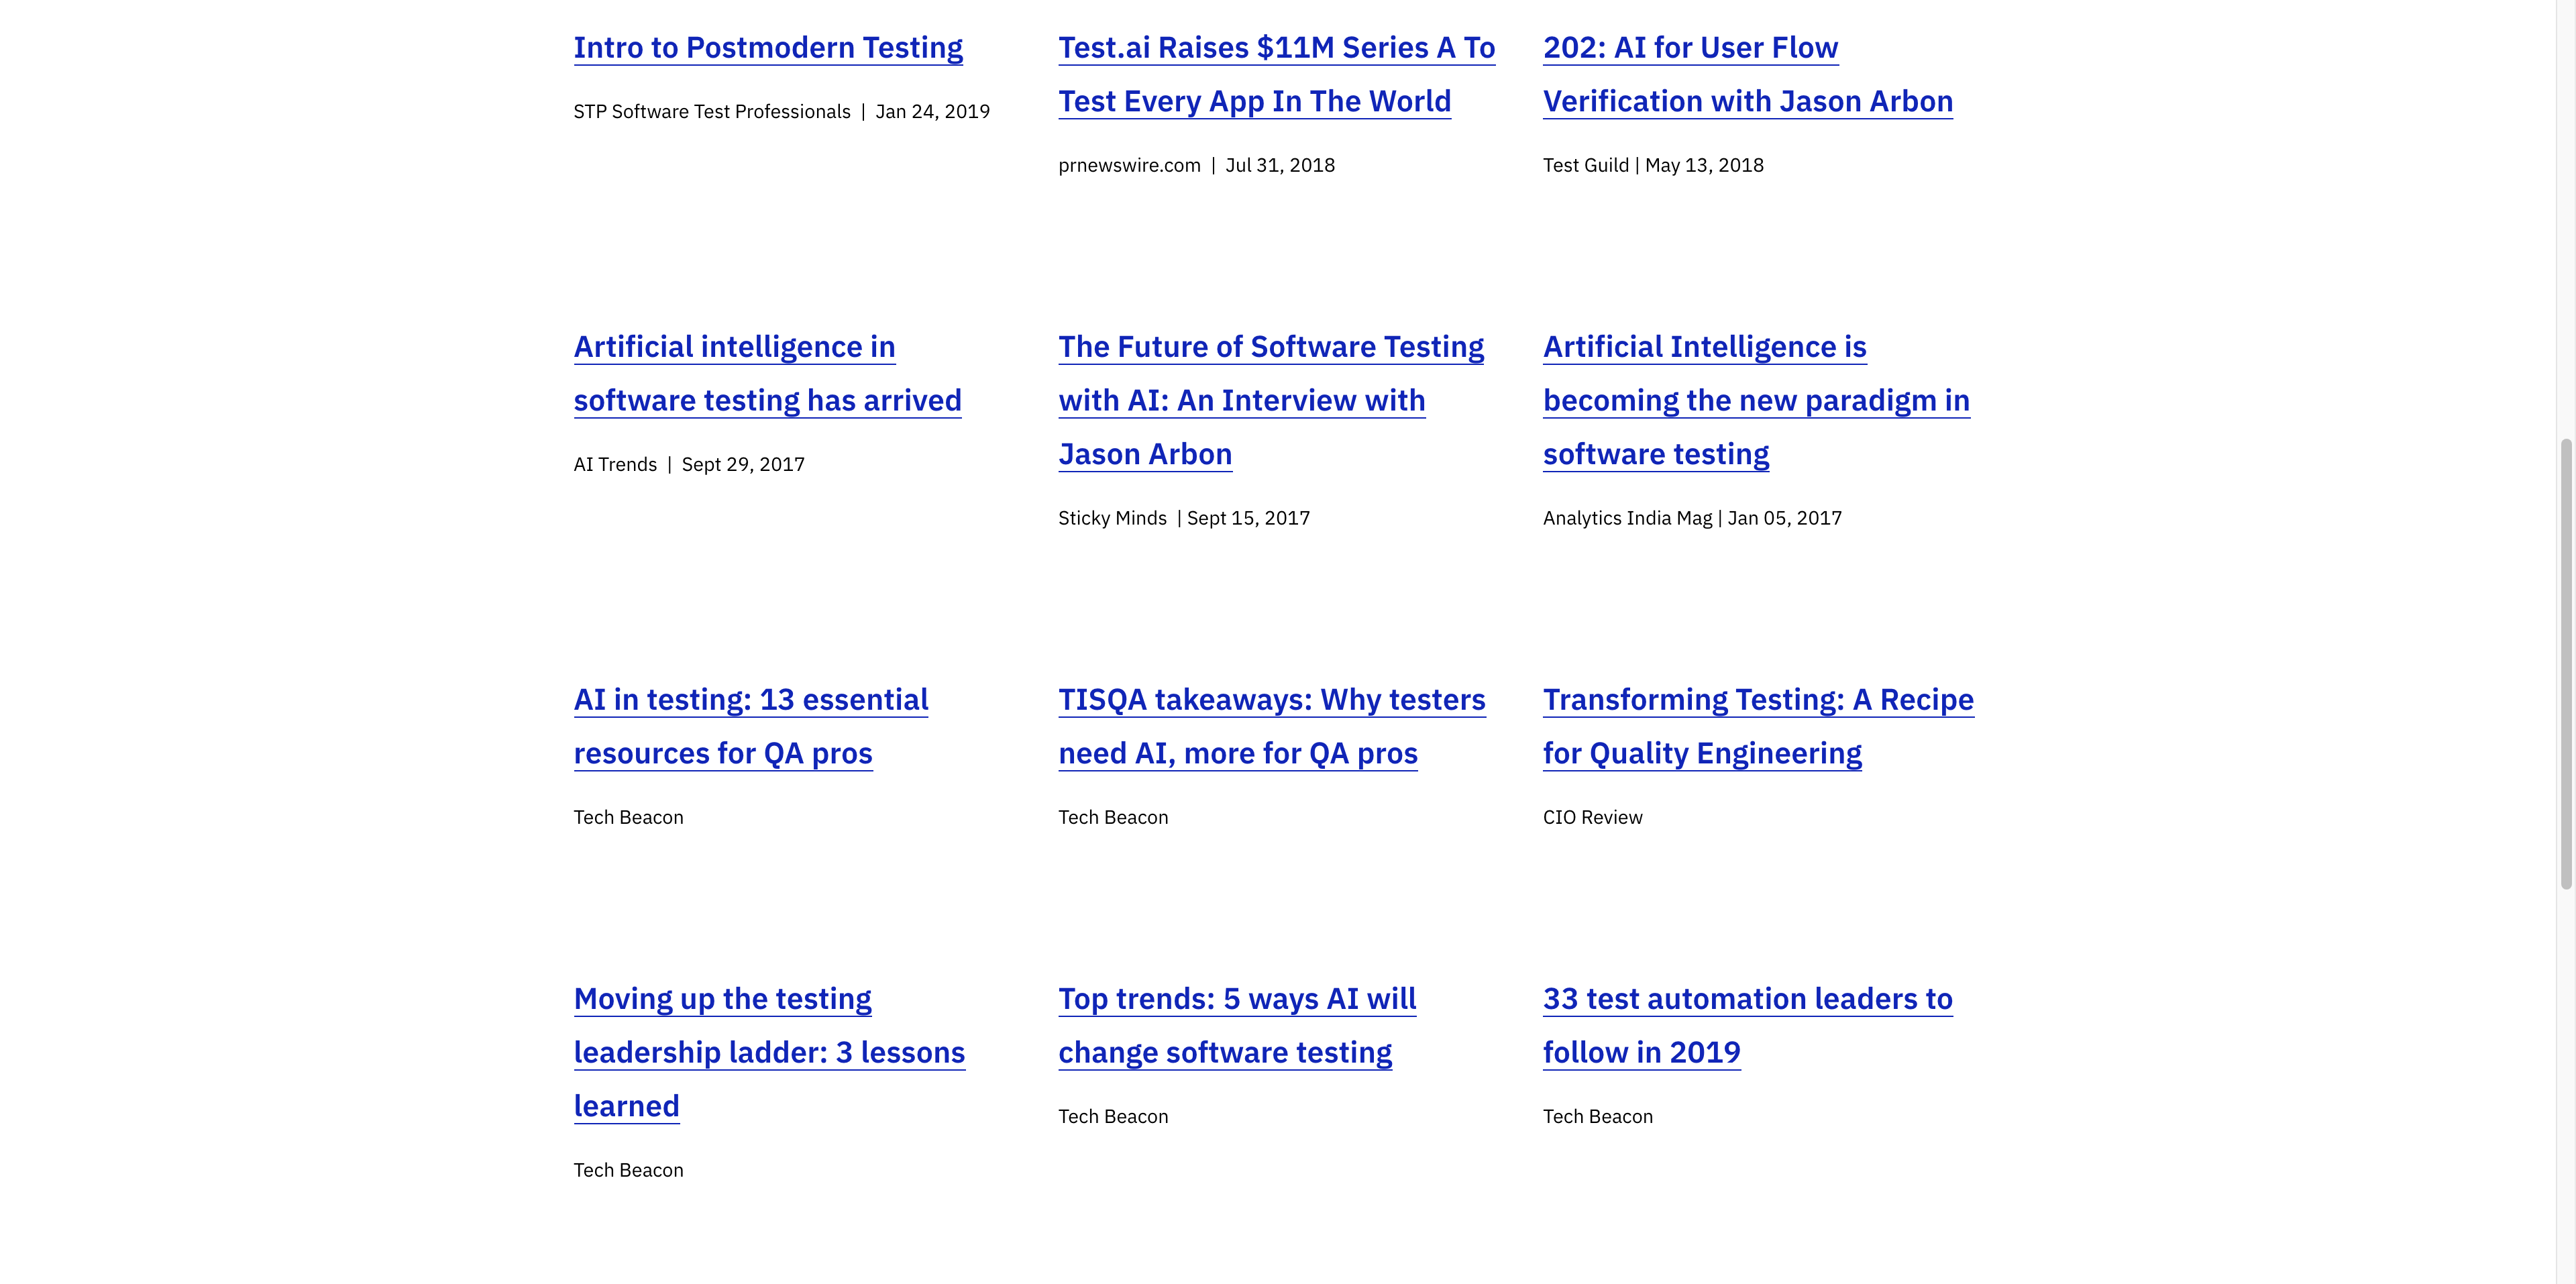 Intro to Postmodern Testing
STP Software Test Professionals | Jan 24, 2019
Test.ai Raises $11M Series A To
Test Every App In The World
prnewswire.com | Jul 31, 2018
202: AI for User Flow
Verification with Jason Arbon
Test Guild | May 13, 2018
Artificial intelligence in
software testing has arrived
AI Trends | Sept 29, 2017
The Future of Software Testing
with AI: An Interview with
Jason Arbon
Sticky Minds | Sept 15, 2017
Artificial Intelligence is
becoming the new paradigm in
software testing
Analytics India Mag | Jan 05, 2017
AI in testing: 13 essential
resources for QA pros
Tech Beacon
TISQA takeaways: Why testers
need AI, more for QA pros
Tech Beacon
Transforming Testing: A Recipe
for Quality Engineering
CIO Review
Moving up the testing
leadership ladder: 3 lessons
learned
Tech Beacon
Top trends: 5 ways AI will
change software testing
Tech Beacon
33 test automation leaders to
follow in 2019
Tech Beacon